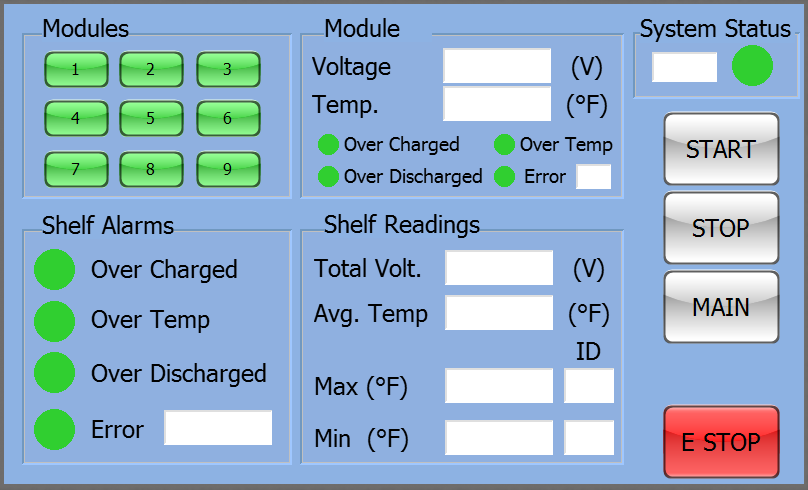 Modules
1 2 3
4 5 6
7 8 9
Module
Voltage (V)
Temp. (°F)
Over Charged Over Temp
Over Discharged Error
System Status
START
STOP
MAIN
E STOP
Shelf Alarms
Over Charged
Over Temp
Over Discharged
Error
Shelf Readings
Total Volt. (V)
Avg. Temp (°F)
ID
Max (°F)
Min (°F)